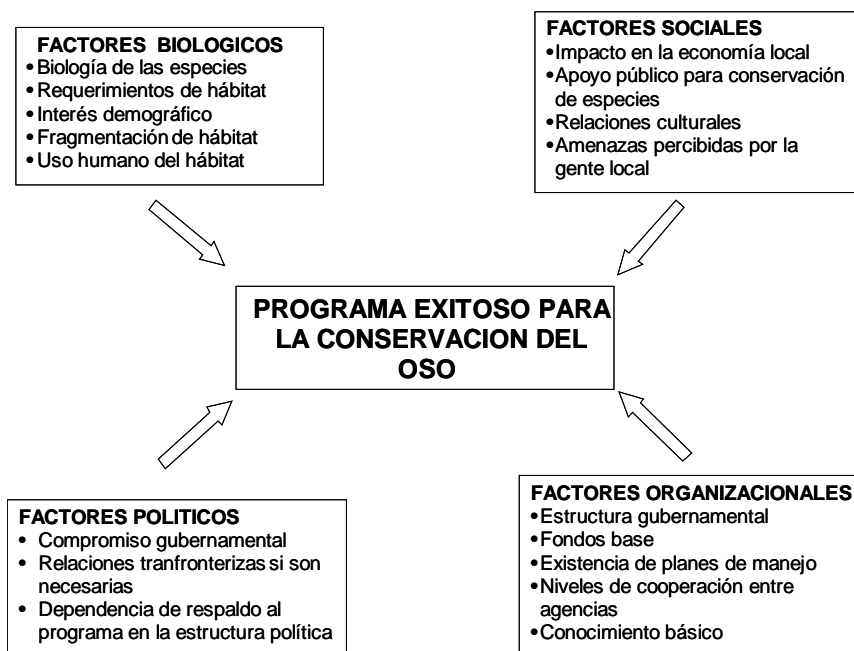 FACTORES BIOLOGICOS
•Biología de las especies
•Requerimientos de hábitat
•Interés demográfico
•Fragmentación de hábitat
•Uso humano del hábitat
FACTORES SOCIALES
•Impacto en la economía local
•Apoyo público para conservación
de especies
•Relaciones culturales
•Amenazas percibidas por la
gente local
PROGRAMA EXITOSO PARA
LA CONSERVACION DEL
OSO
FACTORES POLITICOS
• Compromiso gubernamental
• Relaciones tranfronterizas si son
necesarias
• Dependencia de respaldo al
programa en la estructura política
FACTORES ORGANIZACIONALES
•Estructura gubernamental
•Fondos base
•Existencia de planes de manejo
•Niveles de cooperación entre
agencias
•Conocimiento básico